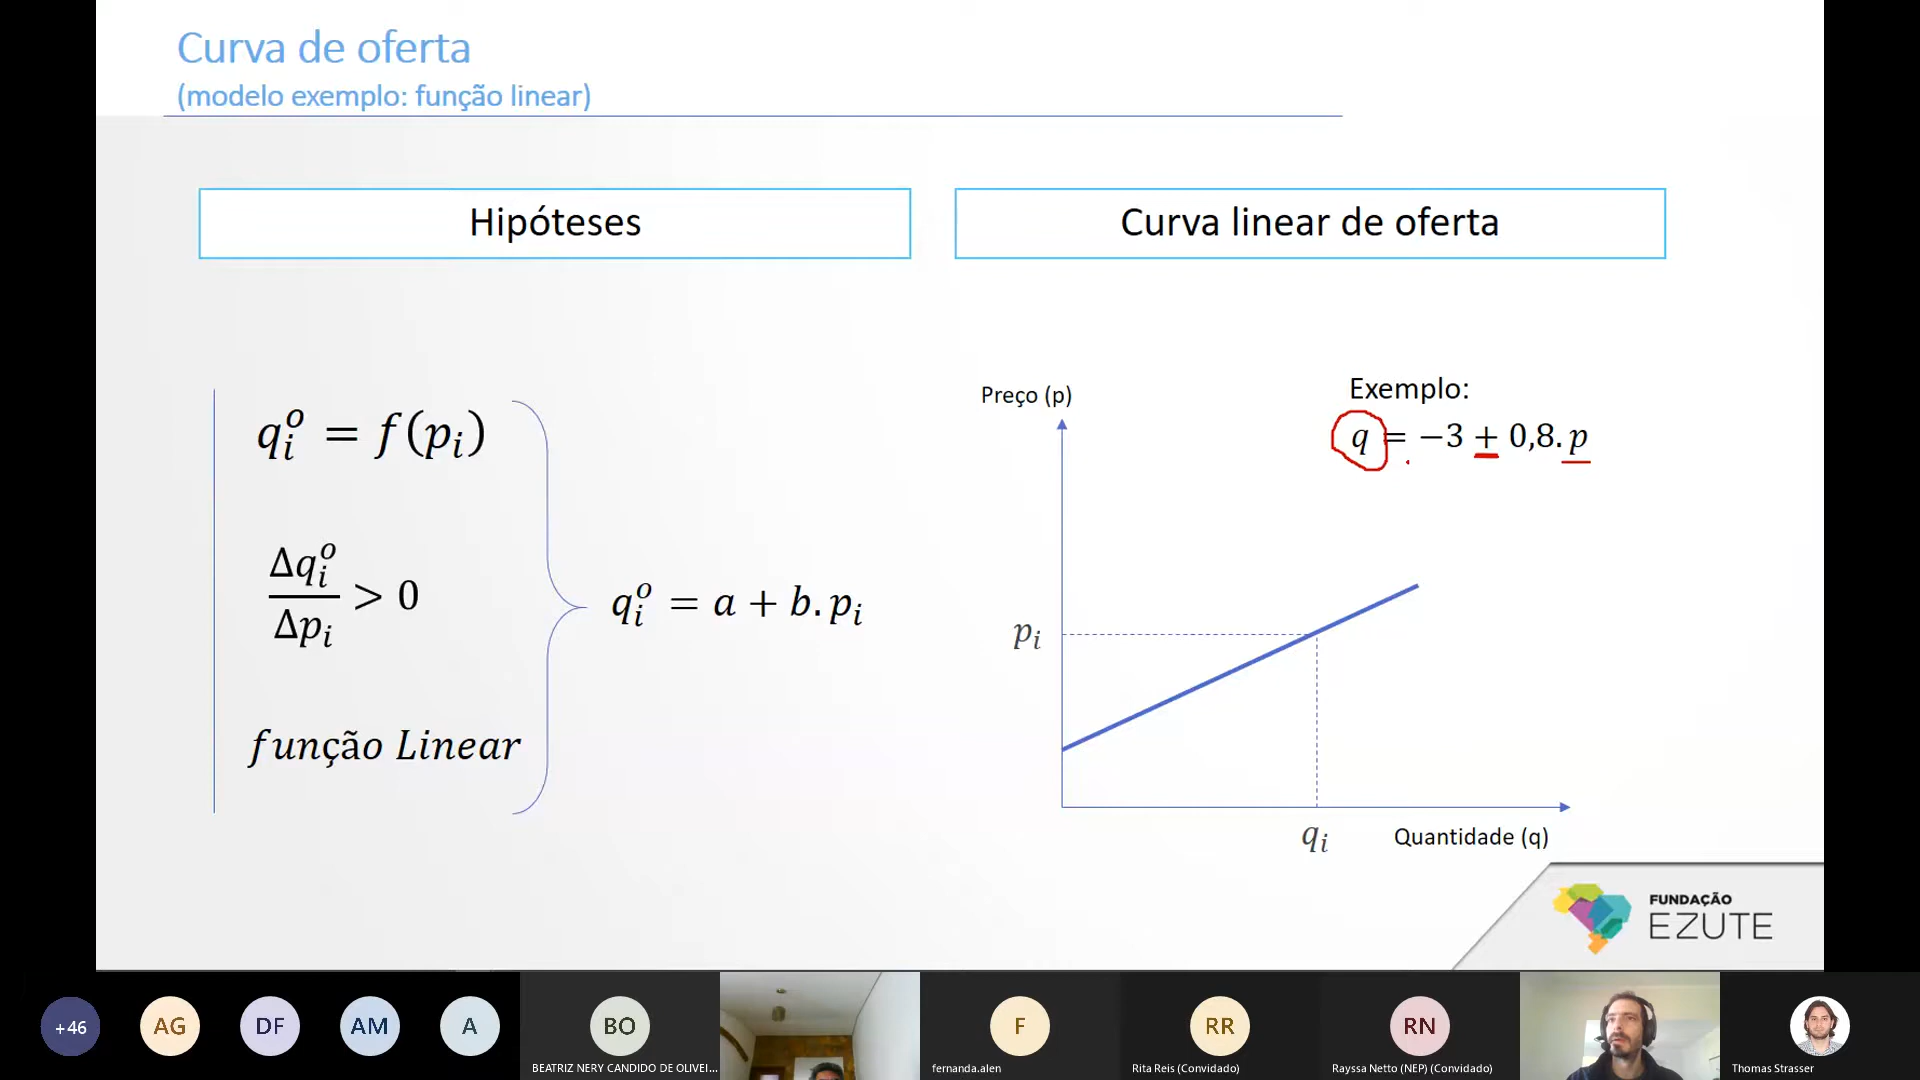 Curva de oferta
(modelo exemplo: função linear)
Hipóteses
Curva linear de oferta
q_i^o = f(p_i)
Δq_i^o / Δp_i > 0
função Linear
q_i^o = a + b. p_i
Preço (p)
Exemplo:
q = −3 + 0,8. p
p_i
q_i
Quantidade (q)
FUNDAÇÃO
EZUTE
+46
AG
DF
AM
A
BO
BEATRIZ NERY CANDIDO DE OLIVEI...
F
fernanda.alen
RR
Rita Reis (Convidado)
RN
Rayssa Netto (NEP) (Convidado)
Thomas Strasser